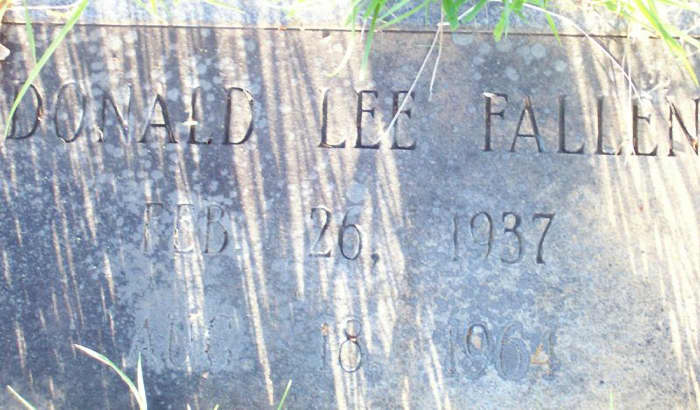 DONALD LEE FALLEN
FEB 26, 1937
AUG 18 1964